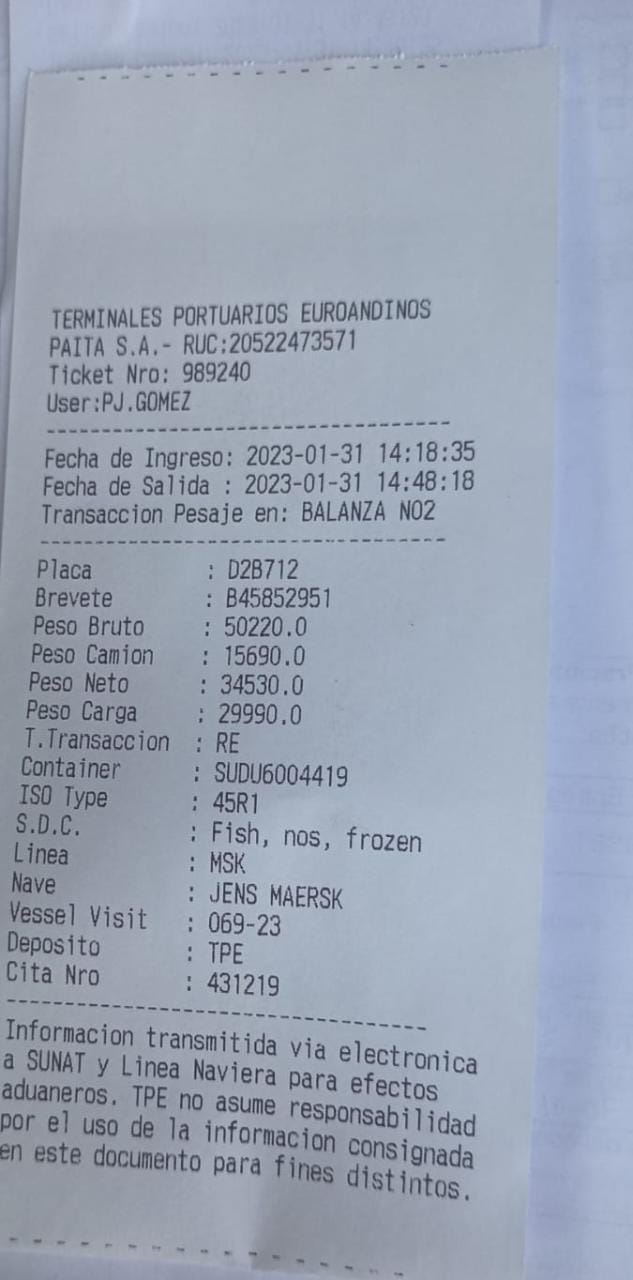 TERMINALES PORTUARIOS EUROANDINOS
PAITA S.A.- RUC:20522473571
Ticket Nro: 989240
User:PJ.GOMEZ
Fecha de Ingreso: 2023-01-31 14:18:35
Fecha de Salida : 2023-01-31 14:48:18
Transaccion Pesaje en: BALANZA NO2
Placa : D2B712
Brevete : B45852951
Peso Bruto : 50220.0
Peso Camion : 15690.0
Peso Neto : 34530.0
Peso Carga : 29990.0
T.Transaccion : RE
Container : SUDU6004419
ISO Type : 45R1
S.D.C. : Fish, nos, frozen
Linea : MSK
Nave : JENS MAERSK
Vessel Visit : 069-23
Deposito : TPE
Cita Nro : 431219
Informacion transmitida via electronica
a SUNAT y Linea Naviera para efectos
aduaneros. TPE no asume responsabilidad
por el uso de la informacion consignada
en este documento para fines distintos.